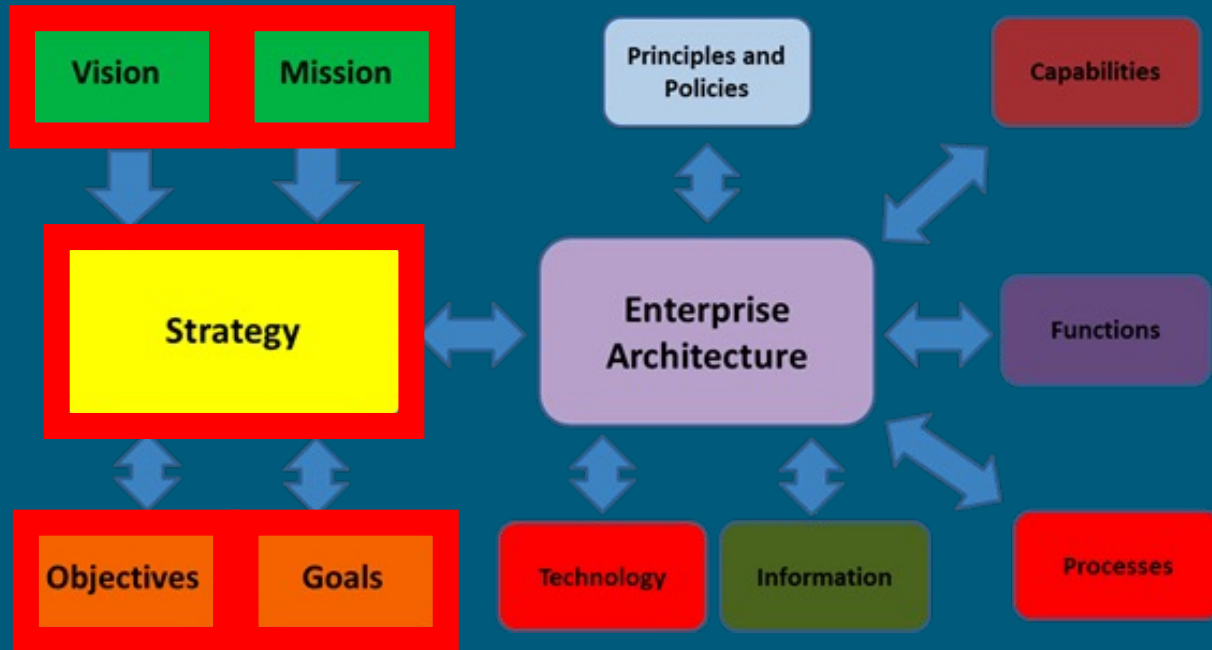 Vision
Mission
Principles and
Policies
Capabilities
Strategy
Enterprise
Architecture
Functions
Objectives
Goals
Technology
Information
Processes